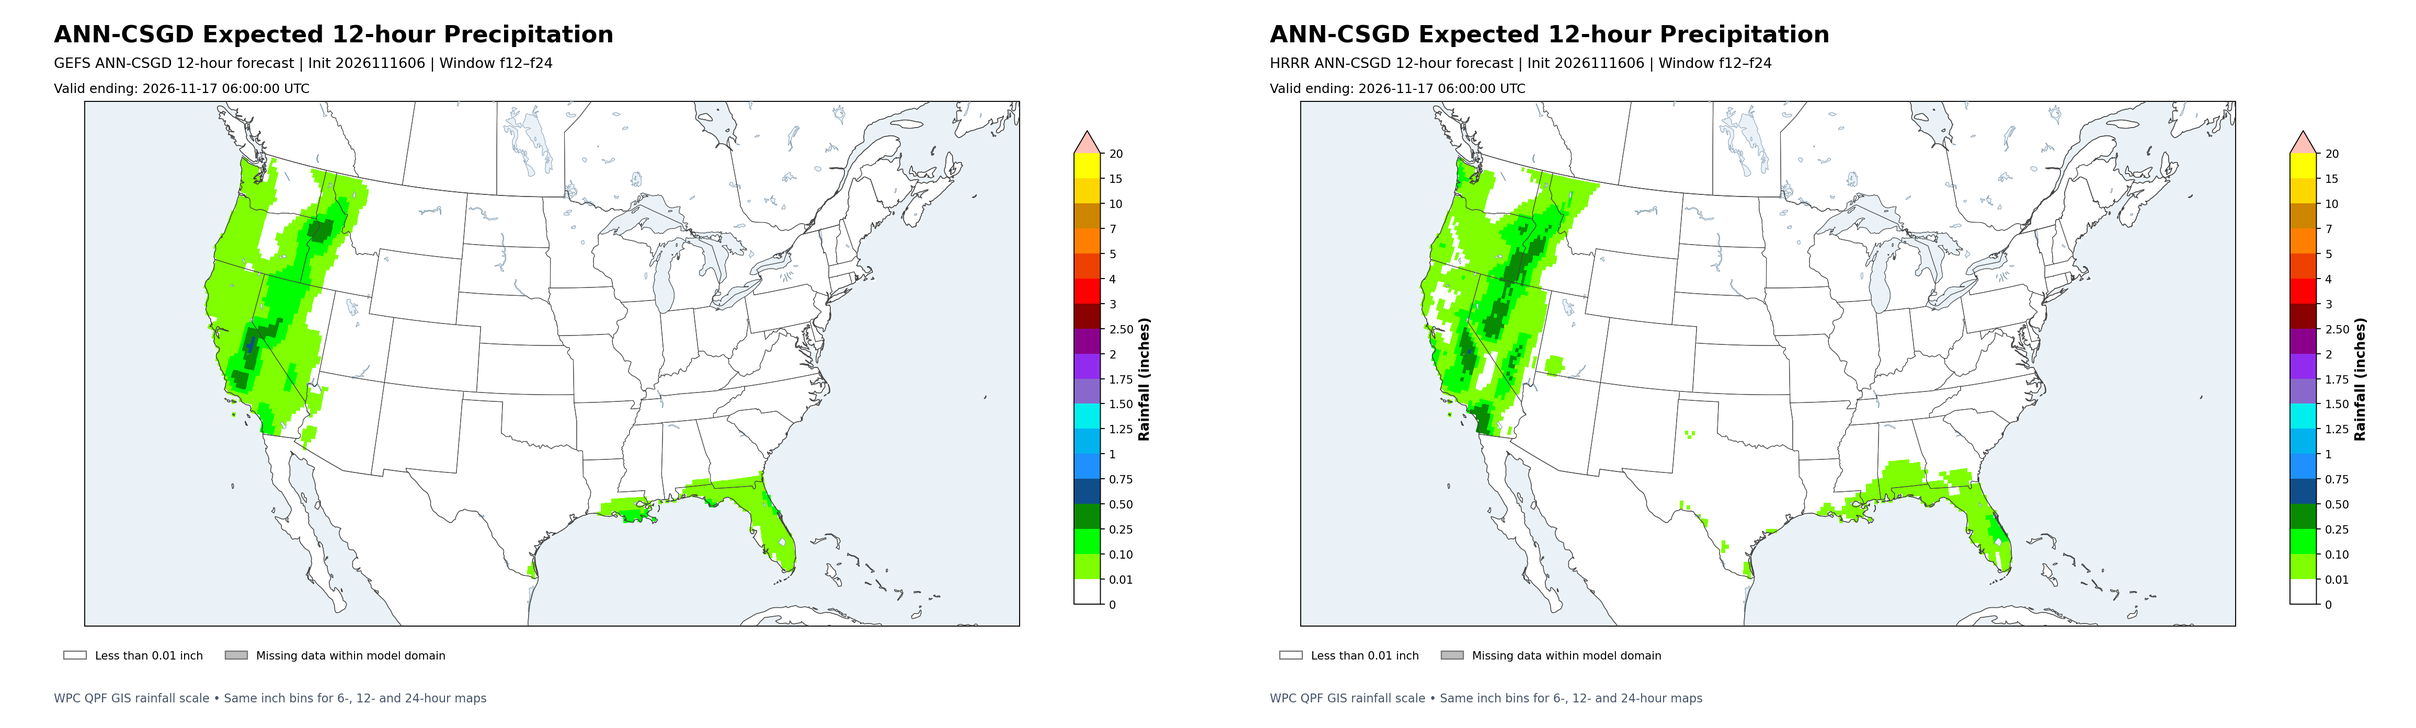 ANN-CSGD Expected 12-hour Precipitation
GEFS ANN-CSGD 12-hour forecast | Init 2026111606 | Window f12–f24
Valid ending: 2026-11-17 06:00:00 UTC
20
15
10
7
5
4
3
2.50
2
1.75
1.50
1.25
1
0.75
0.50
0.25
0.10
0.01
0
Rainfall (inches)
Less than 0.01 inch
Missing data within model domain
WPC QPF GIS rainfall scale • Same inch bins for 6-, 12- and 24-hour maps
ANN-CSGD Expected 12-hour Precipitation
HRRR ANN-CSGD 12-hour forecast | Init 2026111606 | Window f12–f24
Valid ending: 2026-11-17 06:00:00 UTC
20
15
10
7
5
4
3
2.50
2
1.75
1.50
1.25
1
0.75
0.50
0.25
0.10
0.01
0
Rainfall (inches)
Less than 0.01 inch
Missing data within model domain
WPC QPF GIS rainfall scale • Same inch bins for 6-, 12- and 24-hour maps